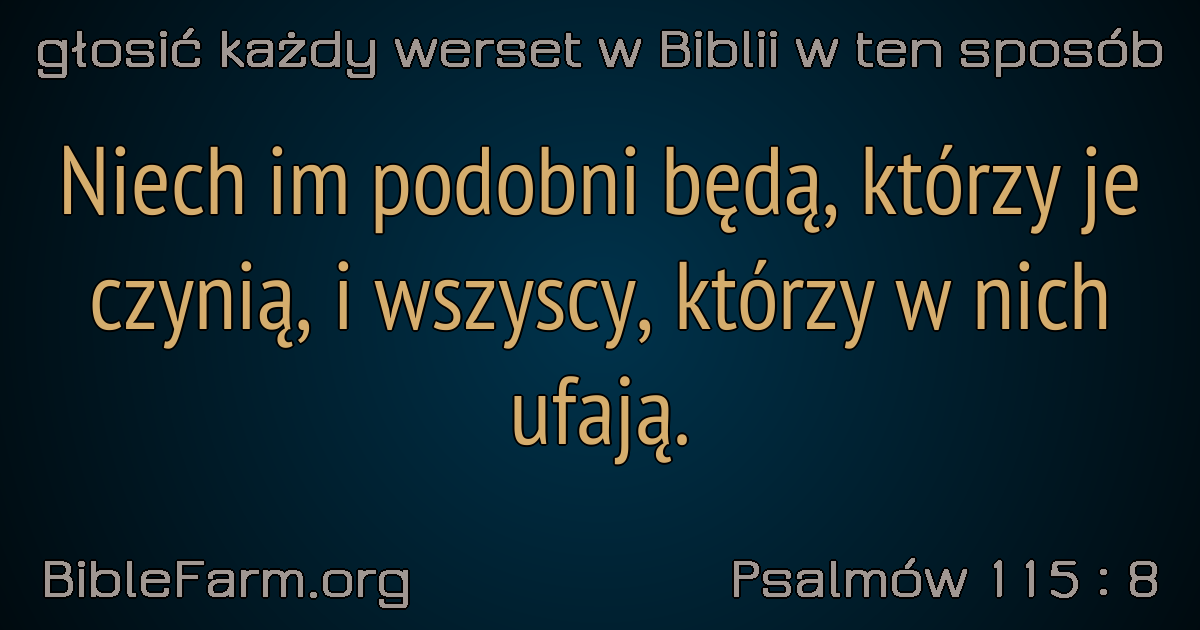 głosić każdy werset w Biblii w ten sposób
Niech im podobni będą, którzy je
czynią, i wszyscy, którzy w nich
ufają.
BibleFarm.org
Psalmów 115 : 8